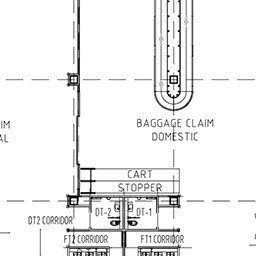 BAGGAGE CLAIM
DOMESTIC
IM
AL
CART
STOPPER
DT-2
DT-1
DT2 CORRIDOR
FT2 CORRIDOR
FT1 CORRIDOR